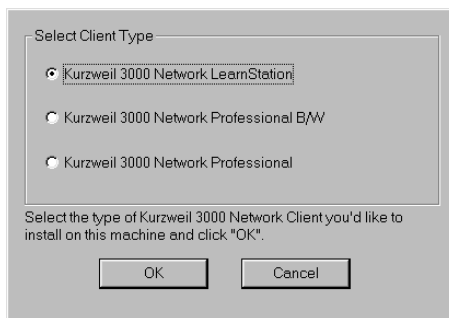 Select Client Type
Kurzweil 3000 Network LearnStation
Kurzweil 3000 Network Professional B/W
Kurzweil 3000 Network Professional
Select the type of Kurzweil 3000 Network Client you'd like to
install on this machine and click "OK".
OK
Cancel